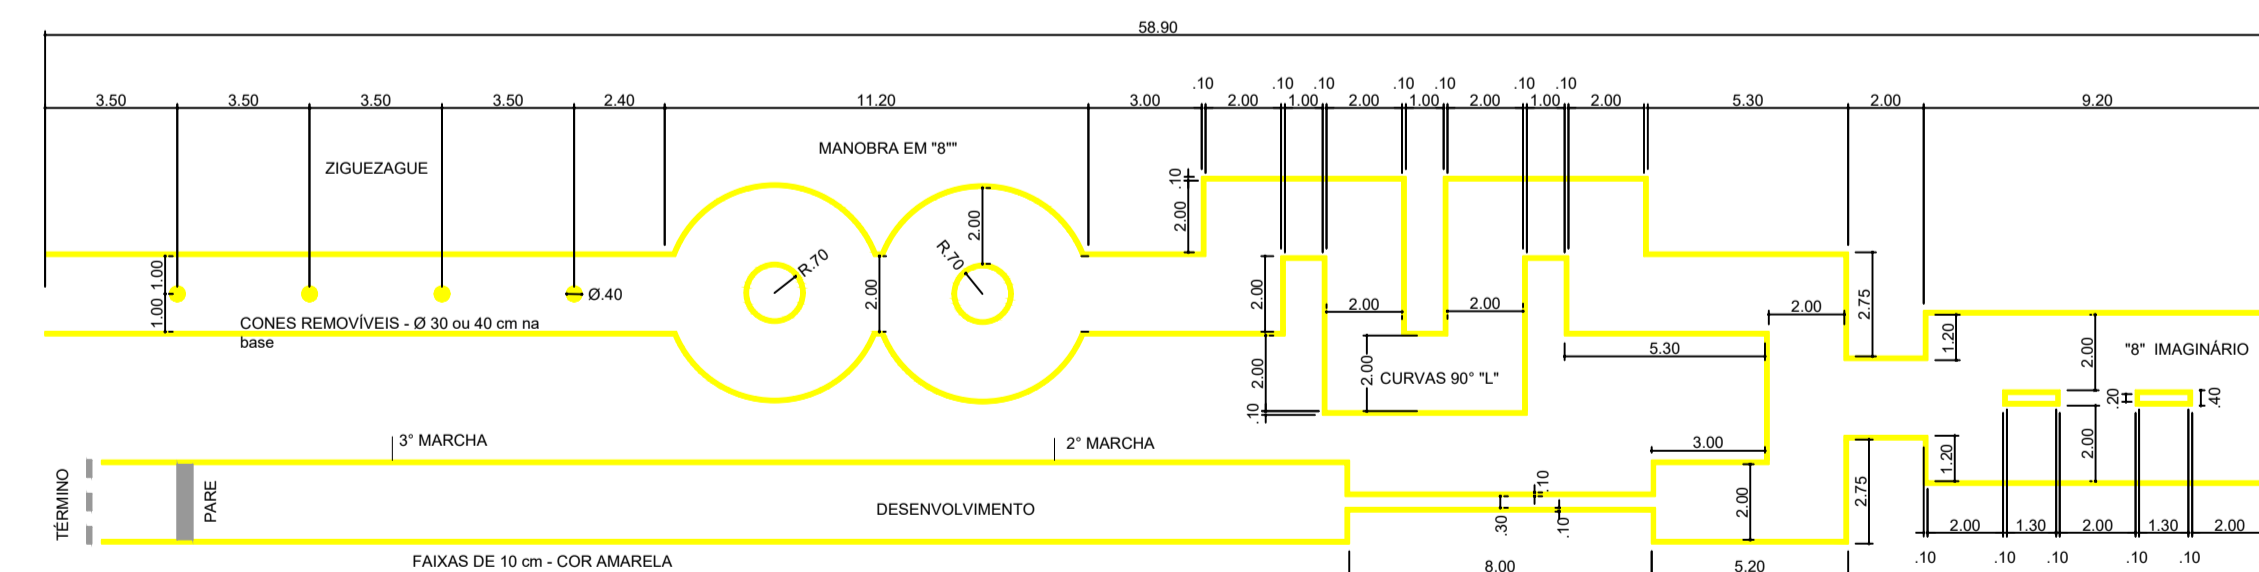 58.90
.10 .10 .10 .10 .10 .10 .10
3.50 3.50 3.50 3.50 2.40 11.20 3.00 2.00 1.00 2.00 1.00 2.00 1.00 2.00 5.30 2.00 9.20
MANOBRA EM "8""
ZIGUEZAGUE
.10
2.00
2.00
R.70
R.70
1.00
1.00
Ø.40
2.00
2.00
2.00
2.00
2.00
2.75
1.20
2.00
CONES REMOVÍVEIS - Ø 30 ou 40 cm na
base
5.30
"8" IMAGINÁRIO
2.00
.10
2.00
CURVAS 90° "L"
.20
.40
2.00
3° MARCHA
2° MARCHA
3.00
1.20
TÉRMINO
PARE
DESENVOLVIMENTO
.10
.30
.10
2.00
2.75
2.00 1.30 2.00 1.30 2.00
.10 .10 .10 .10 .10
FAIXAS DE 10 cm - COR AMARELA
8.00
5.20